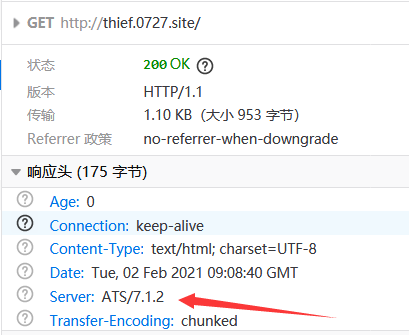 GET http://thief.0727.site/
状态 200 OK ?
版本 HTTP/1.1
传输 1.10 KB（大小 953 字节）
Referrer 政策 no-referrer-when-downgrade
响应头 (175 字节)
? Age: 0
? Connection: keep-alive
? Content-Type: text/html; charset=UTF-8
? Date: Tue, 02 Feb 2021 09:08:40 GMT
? Server: ATS/7.1.2
? Transfer-Encoding: chunked